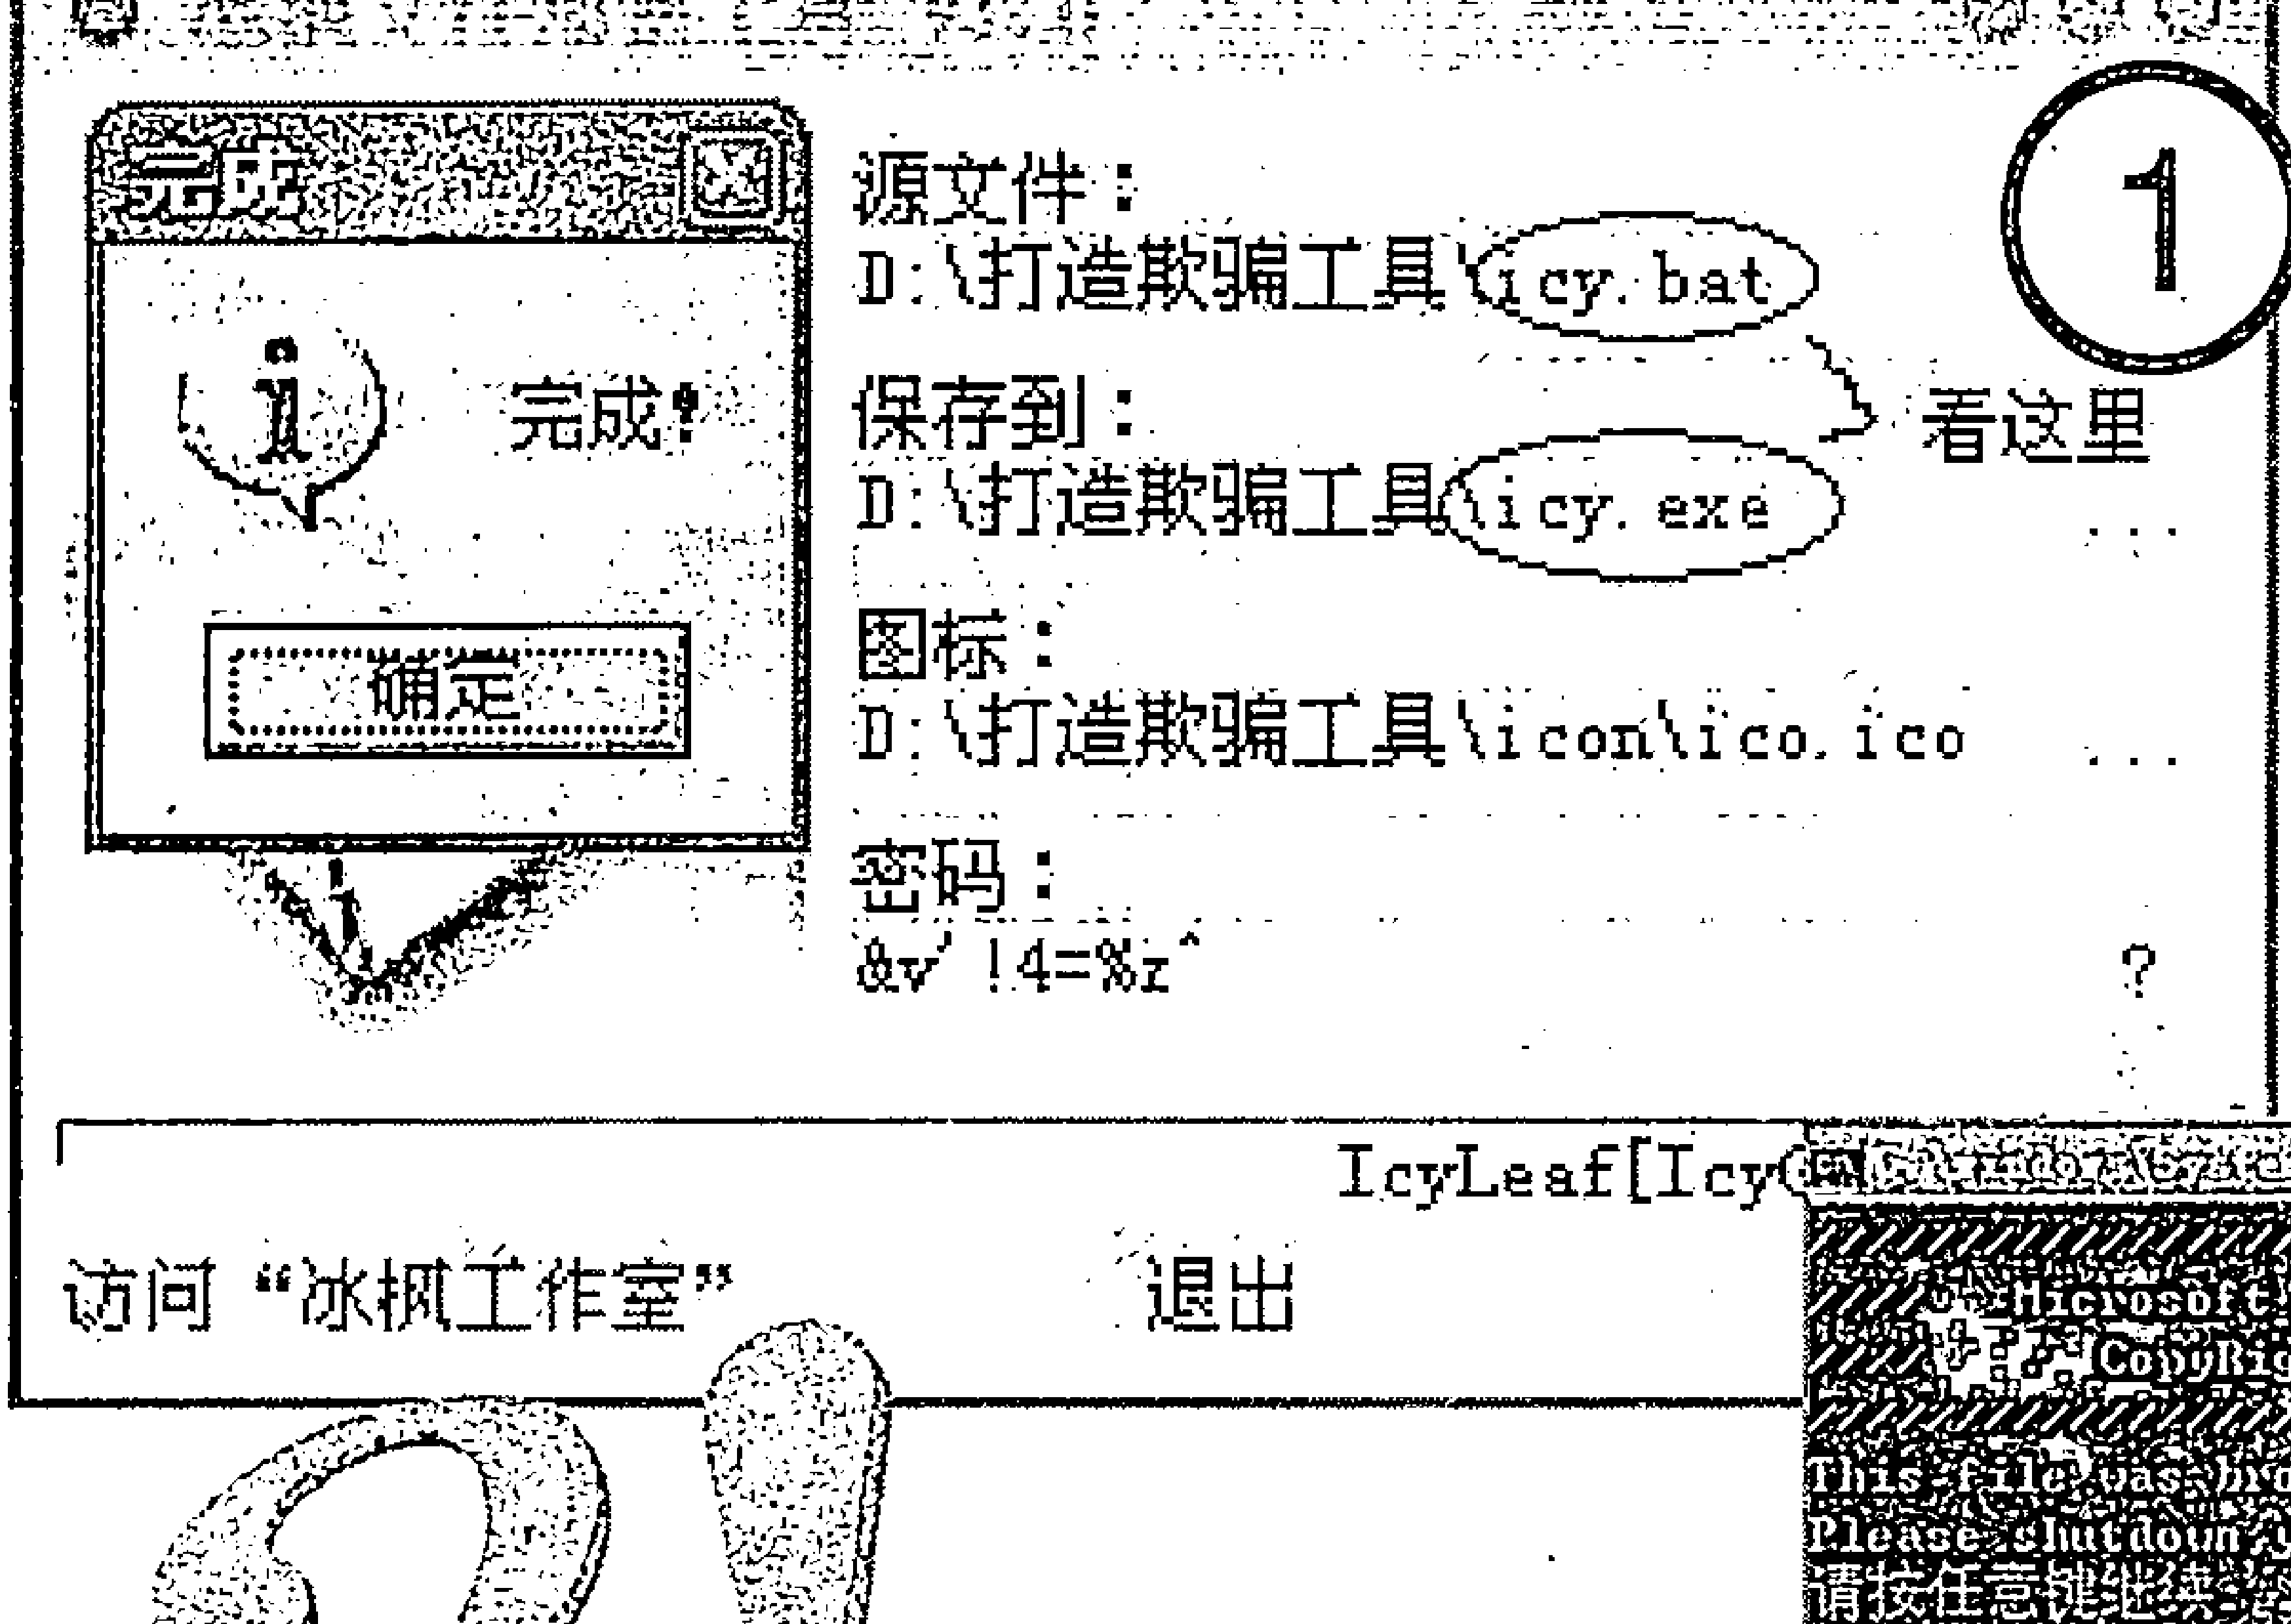 完成
1
源文件：
D:\打造欺骗工具\icy.bat
完成!
保存到：
看这里
D:\打造欺骗工具\icy.exe
...
图标：
确定
D:\打造欺骗工具\icon\ico.ico
...
密码：
&v'!4=%z^
?
IcyLeaf[Icy
访问“冰枫工作室”
退出
Microsoft
CopyRig
This file was
Please shutdown
请按任意键继续